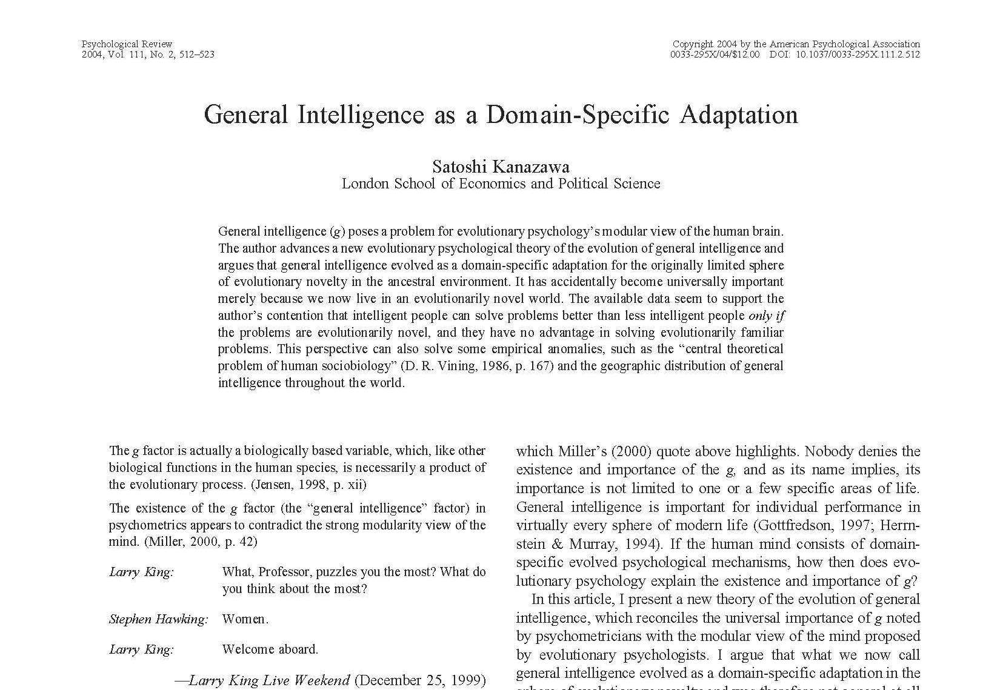 Psychological Review
2004, Vol. 111, No. 2, 512–523
Copyright 2004 by the American Psychological Association
0033-295X/04/$12.00 DOI: 10.1037/0033-295X.111.2.512
General Intelligence as a Domain-Specific Adaptation
Satoshi Kanazawa
London School of Economics and Political Science
General intelligence (g) poses a problem for evolutionary psychology’s modular view of the human brain.
The author advances a new evolutionary psychological theory of the evolution of general intelligence and
argues that general intelligence evolved as a domain-specific adaptation for the originally limited sphere
of evolutionary novelty in the ancestral environment. It has accidentally become universally important
merely because we now live in an evolutionarily novel world. The available data seem to support the
author’s contention that intelligent people can solve problems better than less intelligent people only if
the problems are evolutionarily novel, and they have no advantage in solving evolutionarily familiar
problems. This perspective can also solve some empirical anomalies, such as the “central theoretical
problem of human sociobiology” (D. R. Vining, 1986, p. 167) and the geographic distribution of general
intelligence throughout the world.
The g factor is actually a biologically based variable, which, like other
biological functions in the human species, is necessarily a product of
the evolutionary process. (Jensen, 1998, p. xii)
The existence of the g factor (the “general intelligence” factor) in
psychometrics appears to contradict the strong modularity view of the
mind. (Miller, 2000, p. 42)
Larry King: What, Professor, puzzles you the most? What do
you think about the most?
Stephen Hawking: Women.
Larry King: Welcome aboard.
—Larry King Live Weekend (December 25, 1999)
which Miller’s (2000) quote above highlights. Nobody denies the
existence and importance of the g, and as its name implies, its
importance is not limited to one or a few specific areas of life.
General intelligence is important for individual performance in
virtually every sphere of modern life (Gottfredson, 1997; Herrn-
stein & Murray, 1994). If the human mind consists of domain-
specific evolved psychological mechanisms, how then does evo-
lutionary psychology explain the existence and importance of g?
In this article, I present a new theory of the evolution of general
intelligence, which reconciles the universal importance of g noted
by psychometricians with the modular view of the mind proposed
by evolutionary psychologists. I argue that what we now call
general intelligence evolved as a domain-specific adaptation in the